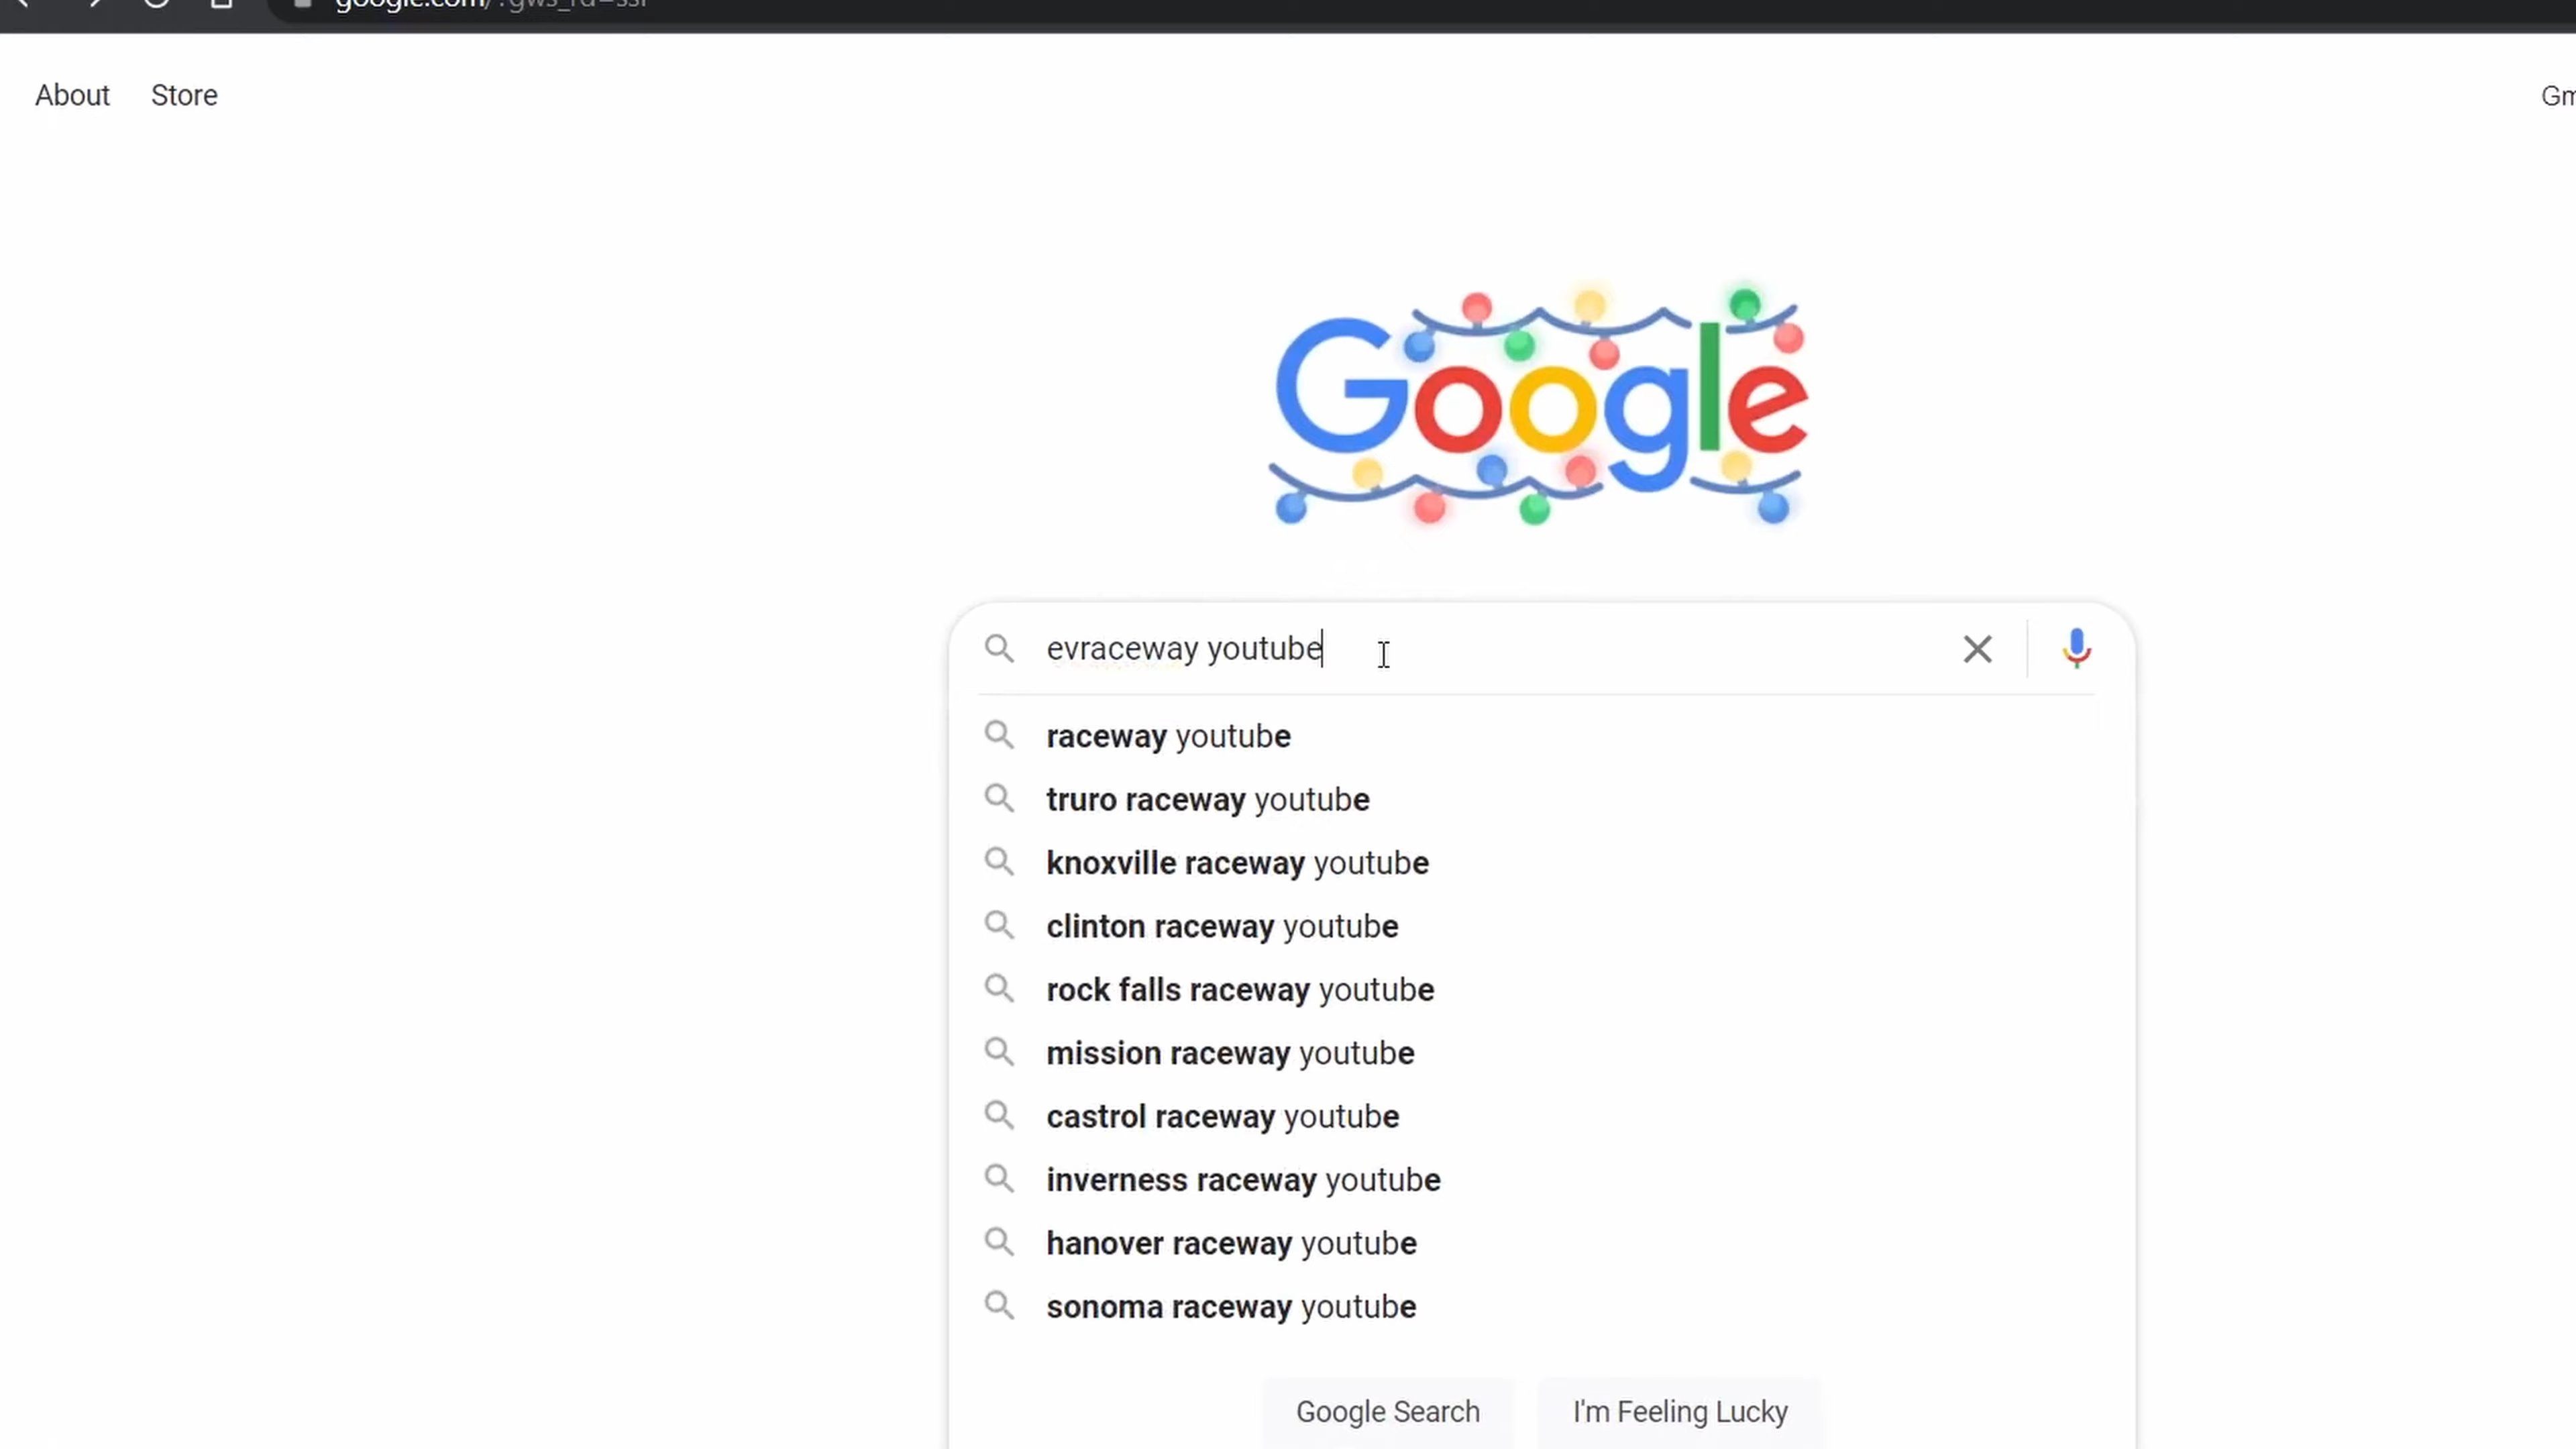 About Store
Google
evraceway youtube
raceway youtube
truro raceway youtube
knoxville raceway youtube
clinton raceway youtube
rock falls raceway youtube
mission raceway youtube
castrol raceway youtube
inverness raceway youtube
hanover raceway youtube
sonoma raceway youtube
Google Search I'm Feeling Lucky